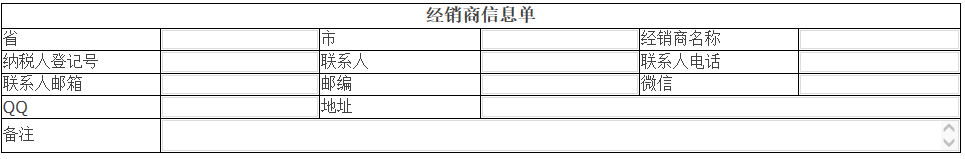 经销商信息单
省 市 经销商名称
纳税人登记号 联系人 联系人电话
联系人邮箱 邮编 微信
QQ 地址
备注